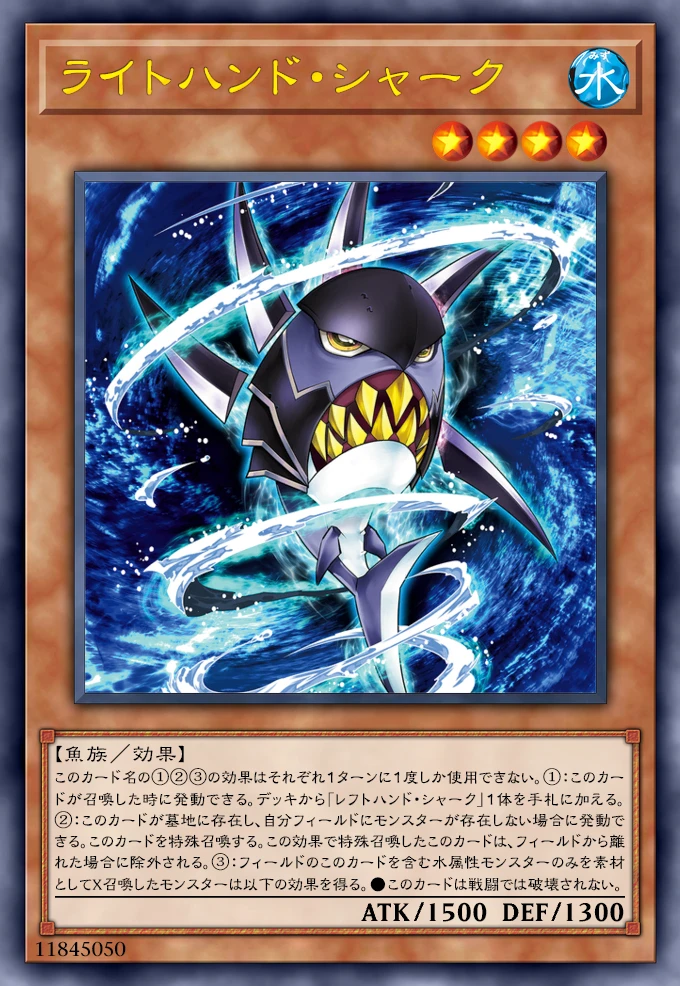 ライトハンド・シャーク
みず
水
【魚族／効果】
このカード名の①②③の効果はそれぞれ1ターンに1度しか使用できない。①：このカー
ドが召喚した時に発動できる。デッキから「レフトハンド・シャーク」1体を手札に加える。
②：このカードが墓地に存在し、自分フィールドにモンスターが存在しない場合に発動で
きる。このカードを特殊召喚する。この効果で特殊召喚したこのカードは、フィールドから離
れた場合に除外される。③：フィールドのこのカードを含む水属性モンスターのみを素材
としてX召喚したモンスターは以下の効果を得る。●このカードは戦闘では破壊されない。
ATK/1500 DEF/1300
11845050